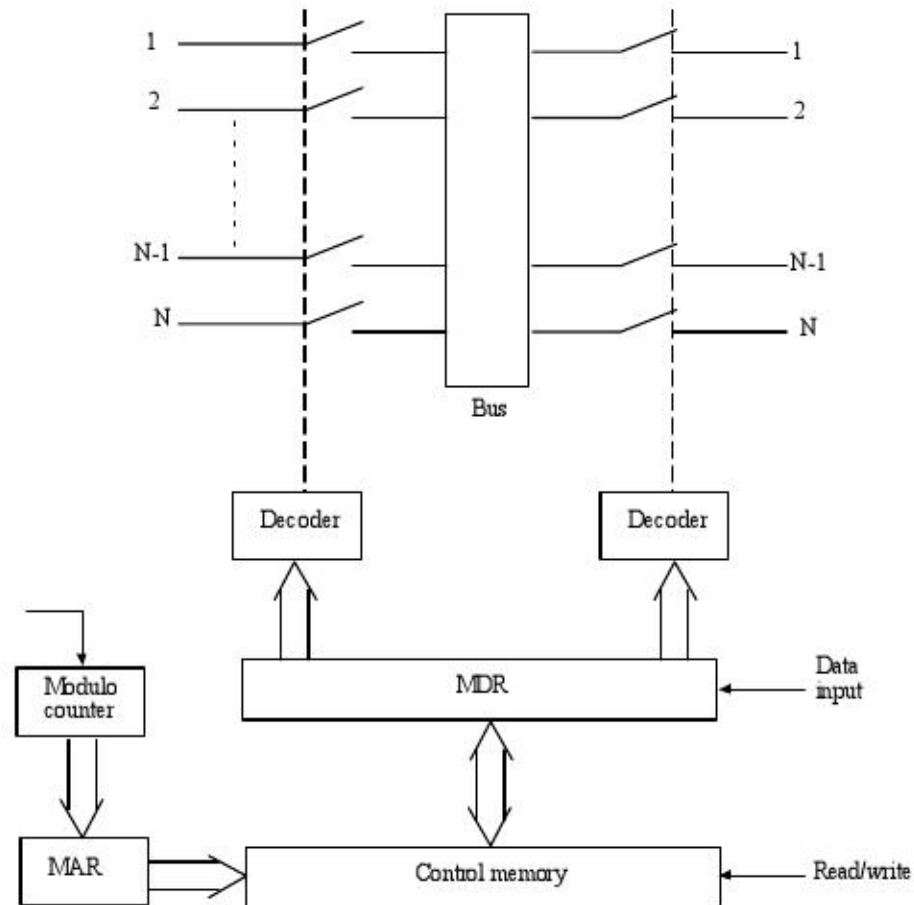 1
1
2
2
N-1
N-1
N
N
Bus
Decoder
Decoder
Modulo
counter
MDR
Data
input
MAR
Control memory
Read/write